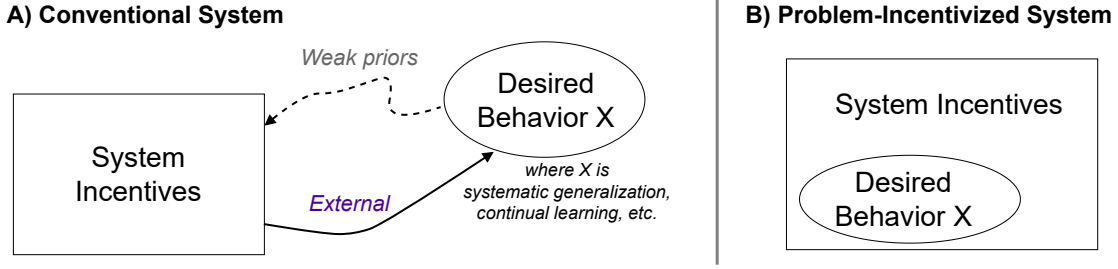 A) Conventional System
Weak priors
Desired
Behavior X
System
Incentives
External
where X is
systematic generalization,
continual learning, etc.
B) Problem-Incentivized System
System Incentives
Desired
Behavior X